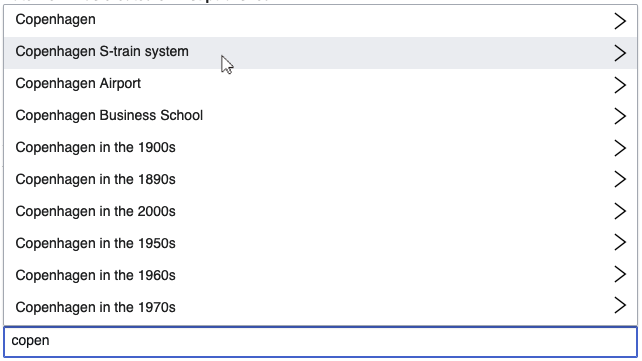 Copenhagen
Copenhagen S-train system
Copenhagen Airport
Copenhagen Business School
Copenhagen in the 1900s
Copenhagen in the 1890s
Copenhagen in the 2000s
Copenhagen in the 1950s
Copenhagen in the 1960s
Copenhagen in the 1970s
copen